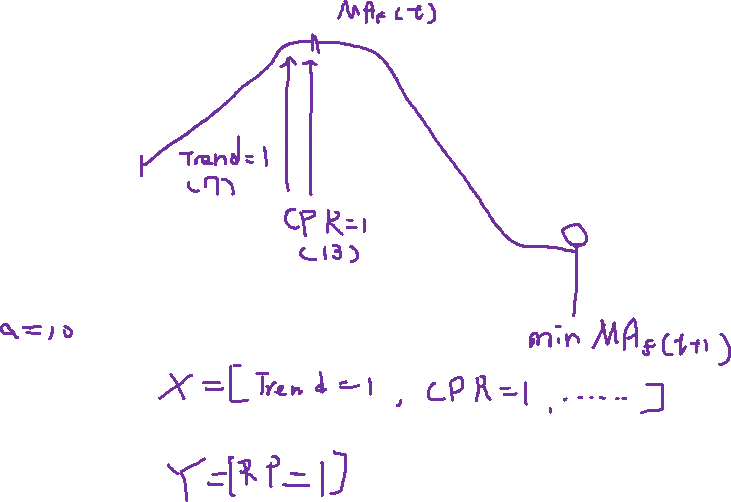 MAf(t)
Trend=1
(7)
CPR=1
(13)
min MAf(t+1)
a=10
X=[Trend=1, CPR=1, ......]
Y=[RP=1]